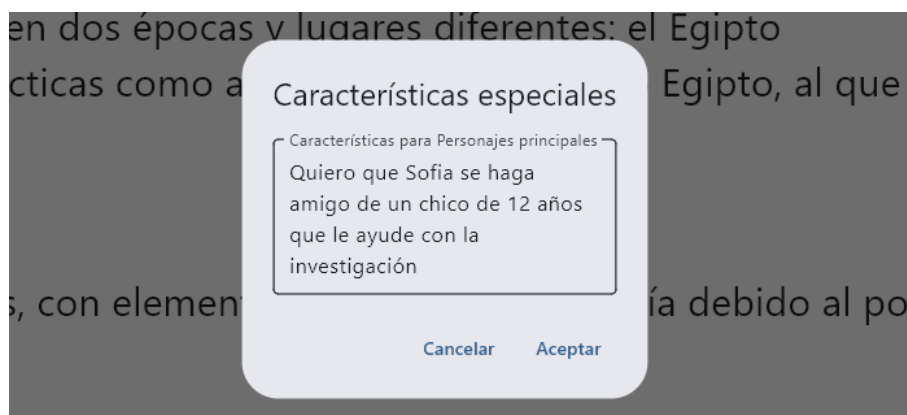 en dos épocas y lugares diferentes: el Egipto
cticas como a Egipto, al que
Características especiales
Características para Personajes principales
Quiero que Sofia se haga
amigo de un chico de 12 años
que le ayude con la
investigación
s, con elemen ía debido al po
Cancelar Aceptar